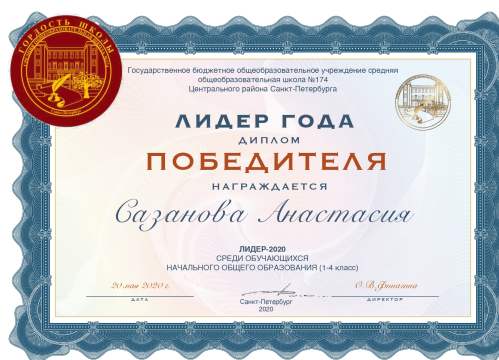 ГОРДОСТЬ ШКОЛЫ
Государственное бюджетное общеобразовательное учреждение средняя
общеобразовательная школа №174
Центрального района Санкт-Петербурга
ЛИДЕР ГОДА
ДИПЛОМ
ПОБЕДИТЕЛЯ
НАГРАЖДАЕТСЯ
Сазанова Анастасия
ЛИДЕР-2020
СРЕДИ ОБУЧАЮЩИХСЯ
НАЧАЛЬНОГО ОБЩЕГО ОБРАЗОВАНИЯ (1-4 класс)
20 мая 2020 г.
О.В.Финагина
ДАТА
Санкт-Петербург
ДИРЕКТОР
2020